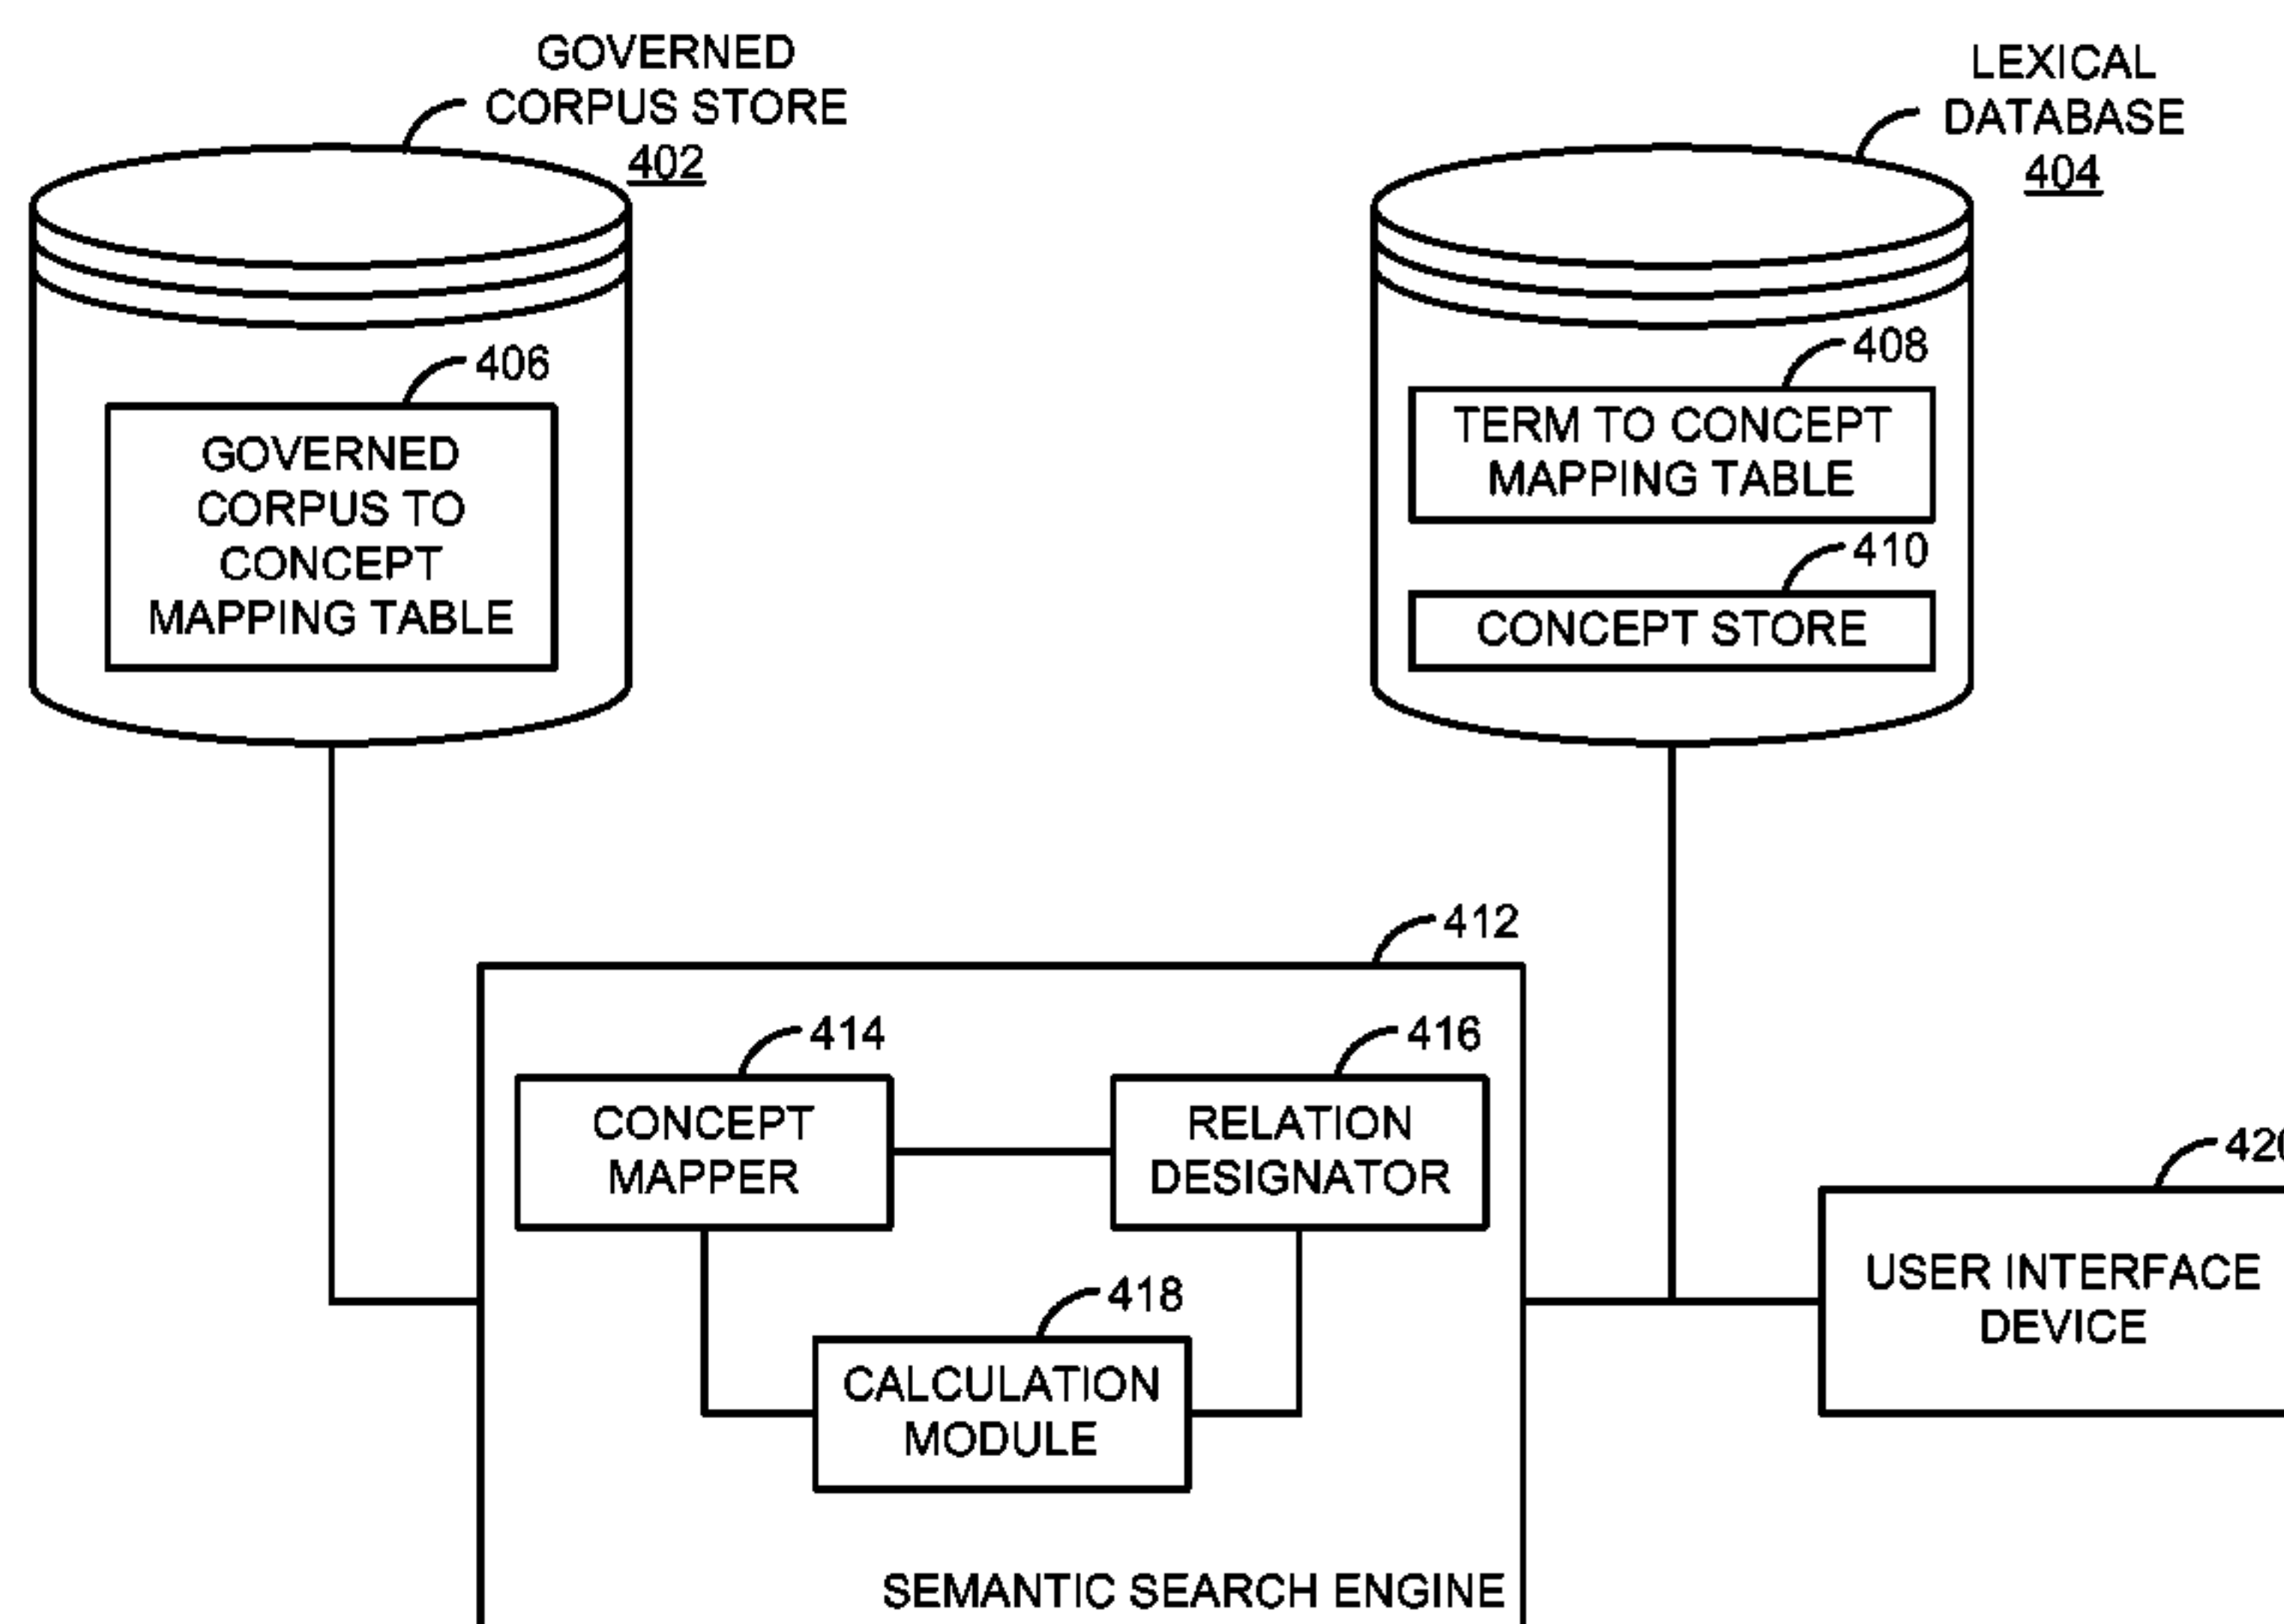 GOVERNED
CORPUS STORE
402
LEXICAL
DATABASE
404
406
GOVERNED
CORPUS TO
CONCEPT
MAPPING TABLE
408
TERM TO CONCEPT
MAPPING TABLE
410
CONCEPT STORE
412
414
CONCEPT
MAPPER
416
RELATION
DESIGNATOR
418
CALCULATION
MODULE
SEMANTIC SEARCH ENGINE
420
USER INTERFACE
DEVICE